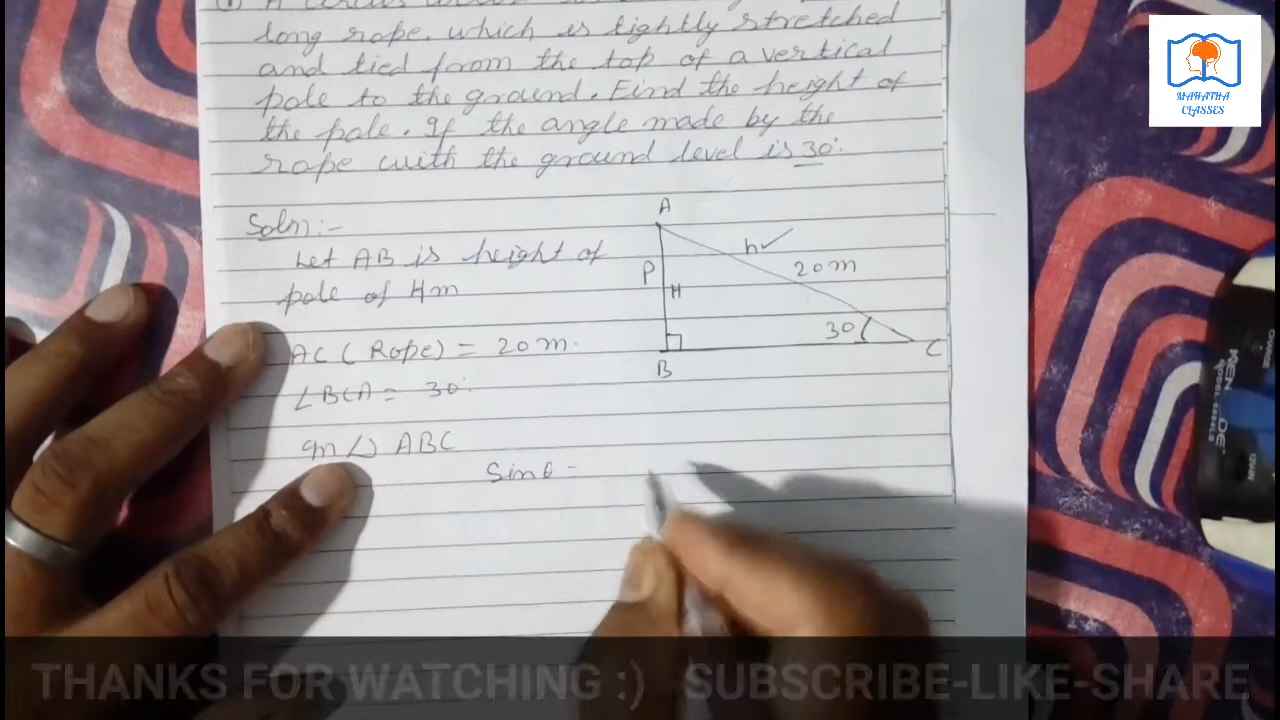 long rope. which is tightly stretched
and tied from the top of a vertical
pole to the ground. Find the height of
the pole. If the angle made by the
rope with the ground level is 30°.
MAHATHA
CLASSES
Soln:-
Let AB is height of
pole of Hm
AC (Rope) = 20m.
∠BCA = 30°
In ⊿ ABC
Sinθ =
A
h✓
20m
P
H
30
B
C
THANKS FOR WATCHING :) SUBSCRIBE-LIKE-SHARE